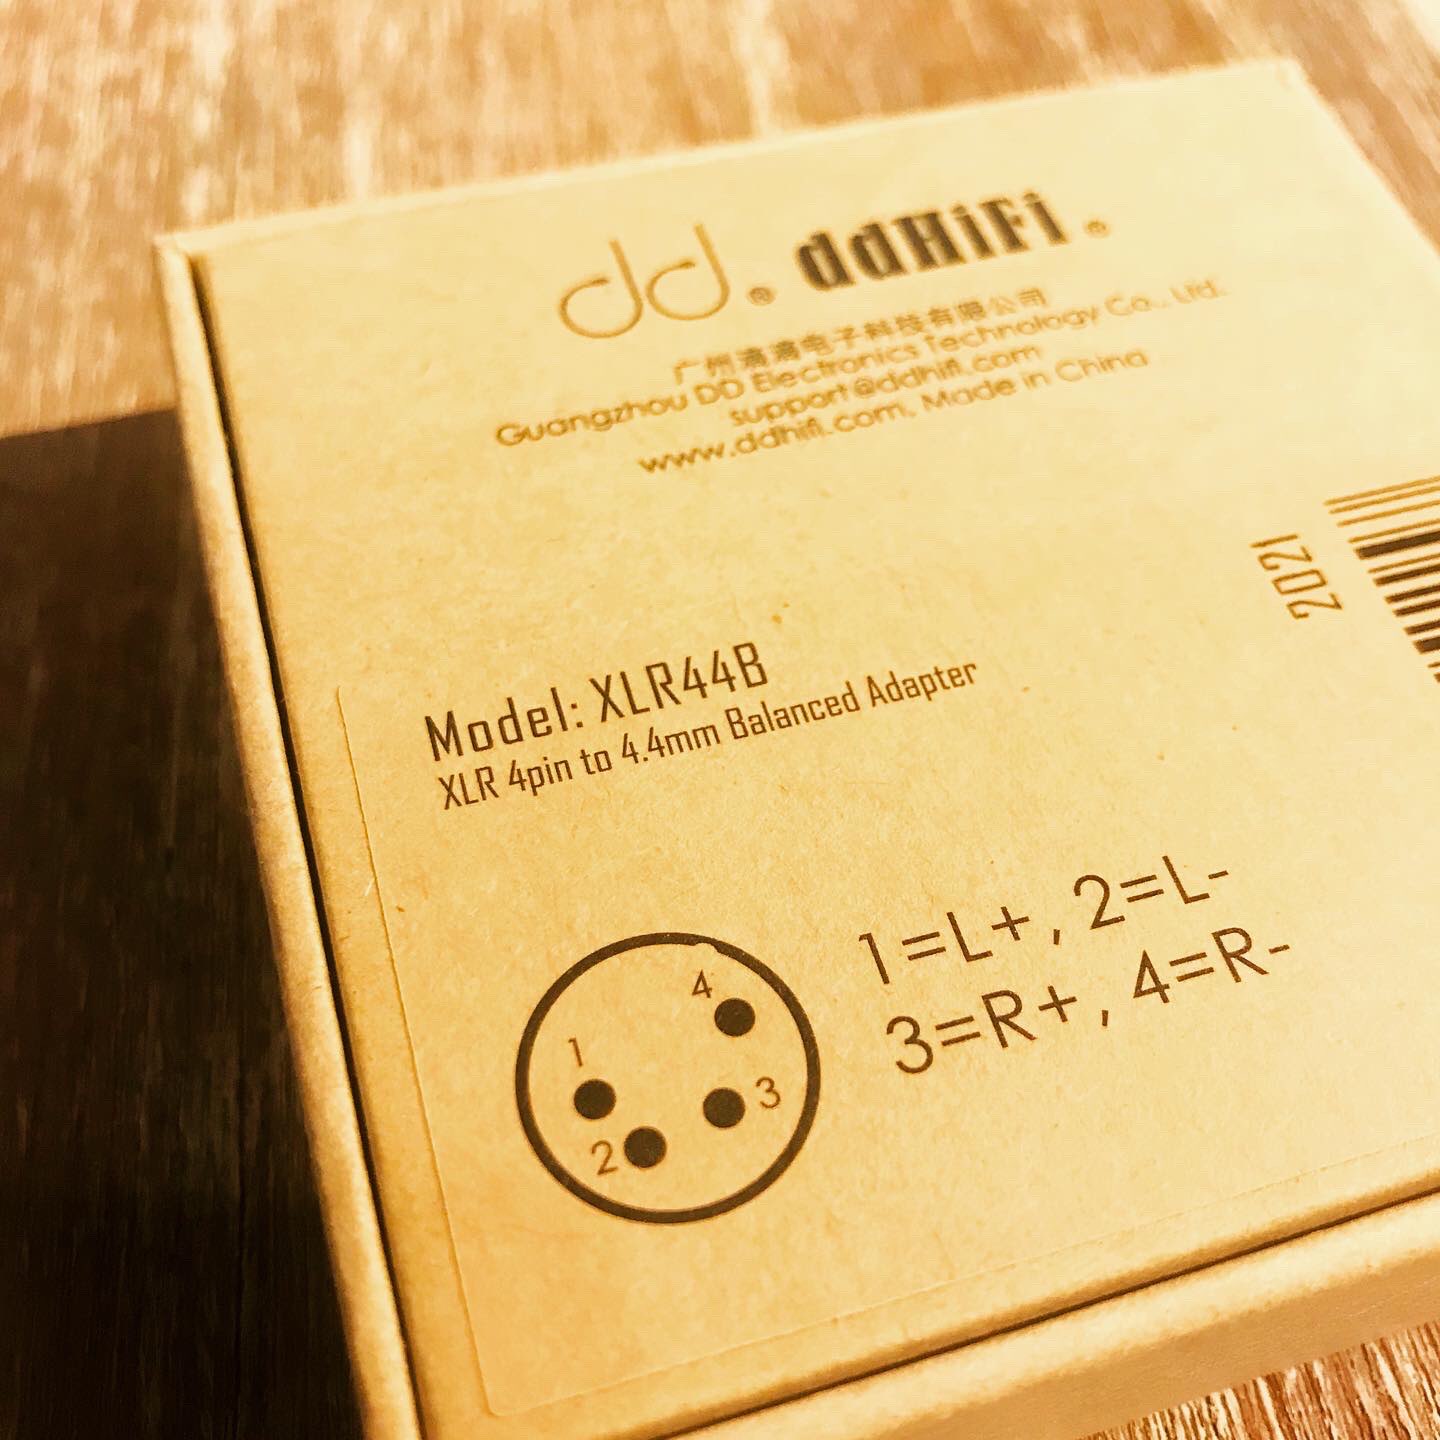 dd® ddHiFi®
广州滴滴电子科技有限公司
Guangzhou DD Electronics Technology Co., Ltd.
support@ddhifi.com
www.ddhifi.com, Made in China
2021
Model: XLR44B
XLR 4pin to 4.4mm Balanced Adapter
1=L+, 2=L-
3=R+, 4=R-
4
1
3
2